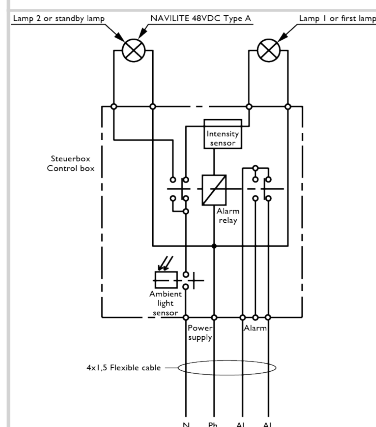 Lamp 2 or standby lamp
NAVILITE 48VDC Type A
Lamp 1 or first lamp
Intensity
sensor
Steuerbox
Control box
Alarm
relay
Ambient
light
sensor
Power
supply
Alarm
4x1,5 Flexible cable
N
Ph
Al
Al